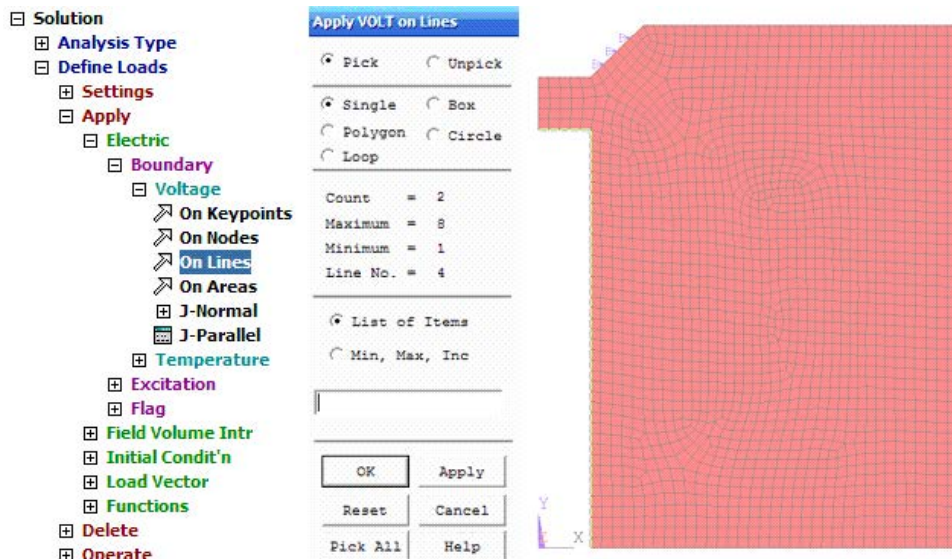 Solution
Analysis Type
Define Loads
Settings
Apply
Electric
Boundary
Voltage
On Keypoints
On Nodes
On Lines
On Areas
J-Normal
J-Parallel
Temperature
Excitation
Flag
Field Volume Intr
Initial Condit'n
Load Vector
Functions
Delete
Operate
Apply VOLT on Lines
Pick Unpick
Single Box
Polygon Circle
Loop
Count = 2
Maximum = 8
Minimum = 1
Line No. = 4
List of Items
Min, Max, Inc
OK Apply
Reset Cancel
Pick All Help
Y
X